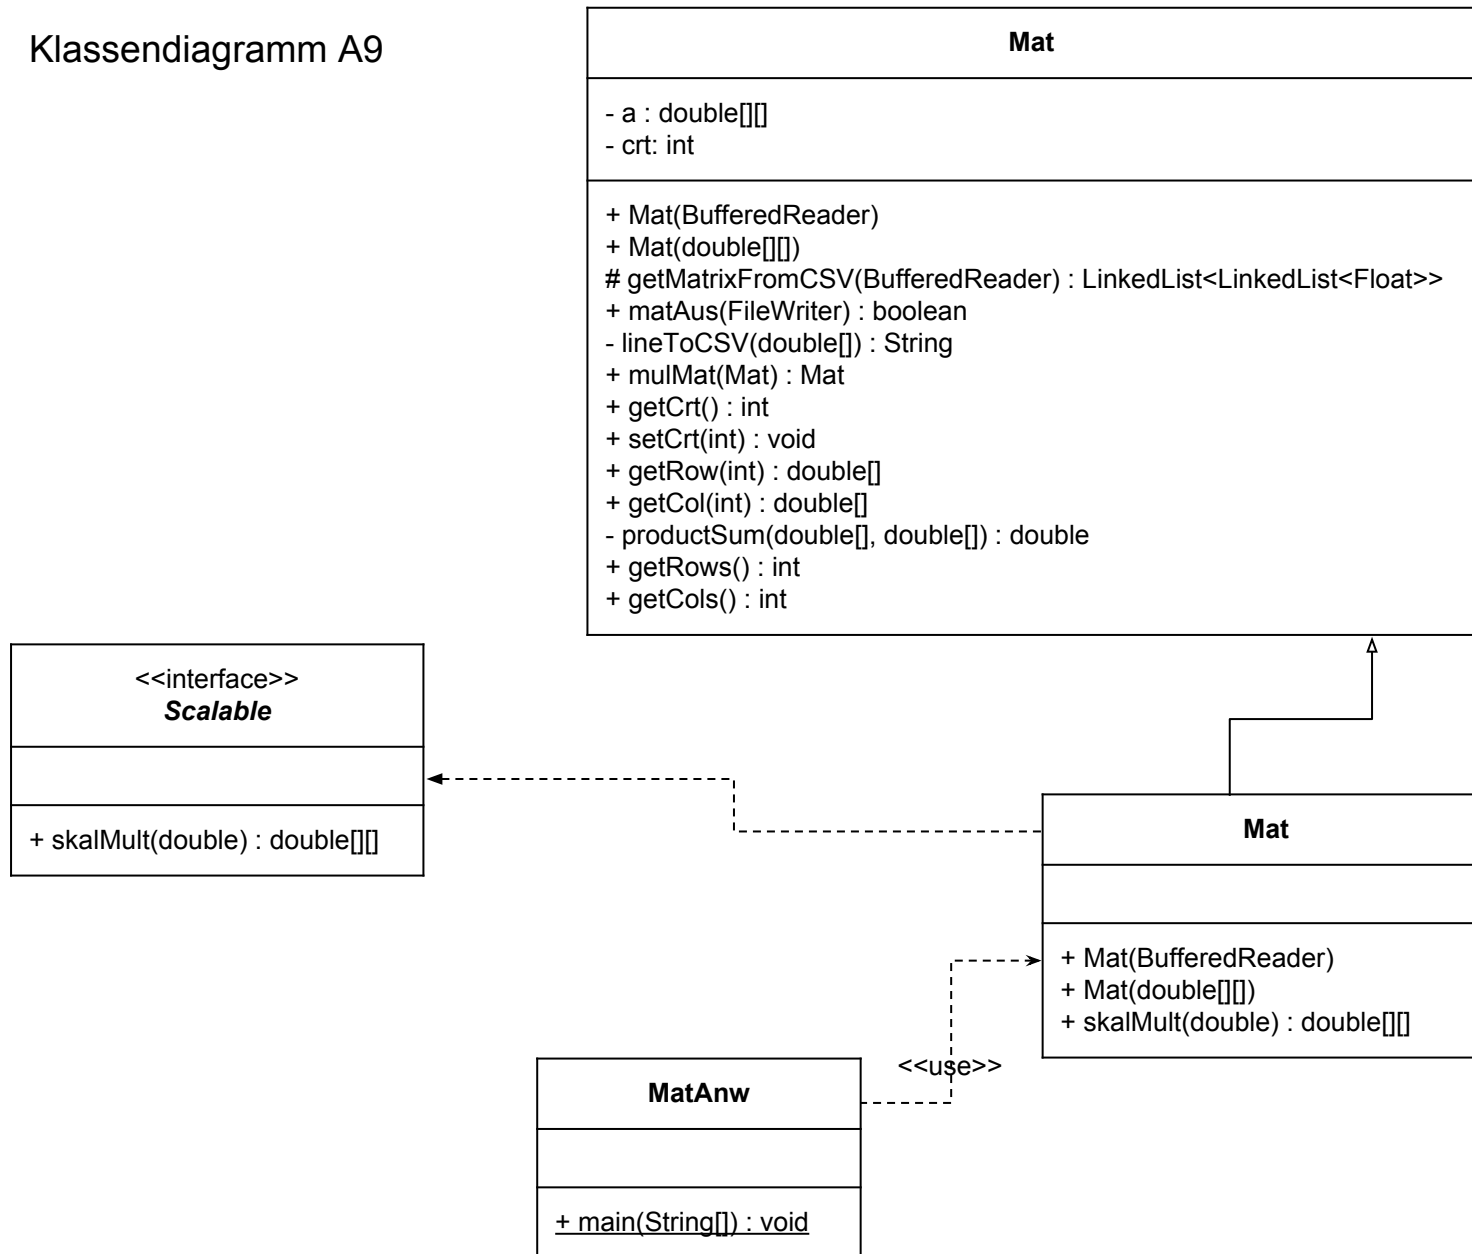 Klassendiagramm A9
Mat
- a : double[][]
- crt: int
+ Mat(BufferedReader)
+ Mat(double[][])
# getMatrixFromCSV(BufferedReader) : LinkedList<LinkedList<Float>>
+ matAus(FileWriter) : boolean
- lineToCSV(double[]) : String
+ mulMat(Mat) : Mat
+ getCrt() : int
+ setCrt(int) : void
+ getRow(int) : double[]
+ getCol(int) : double[]
- productSum(double[], double[]) : double
+ getRows() : int
+ getCols() : int
<<interface>>
Scalable
+ skalMult(double) : double[][]
Mat
+ Mat(BufferedReader)
+ Mat(double[][])
+ skalMult(double) : double[][]
<<use>>
MatAnw
+ main(String[]) : void